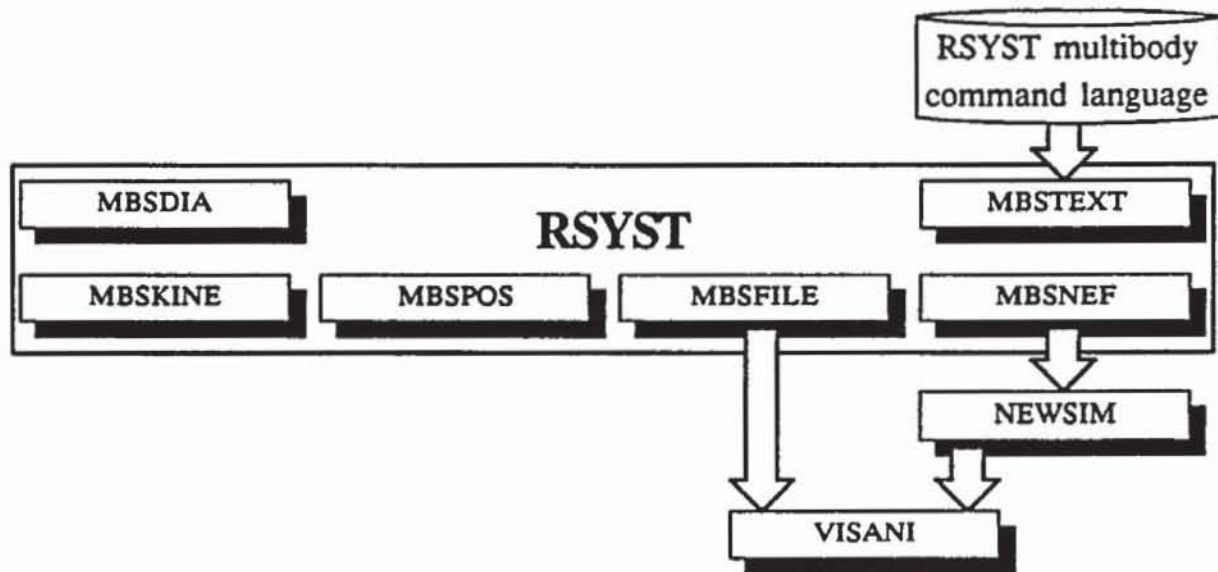 RSYST multibody
command language
MBSDIA
RSYST
MBSTEXT
MBSKINE
MBSPOS
MBSFILE
MBSNEF
NEWSIM
VISANI